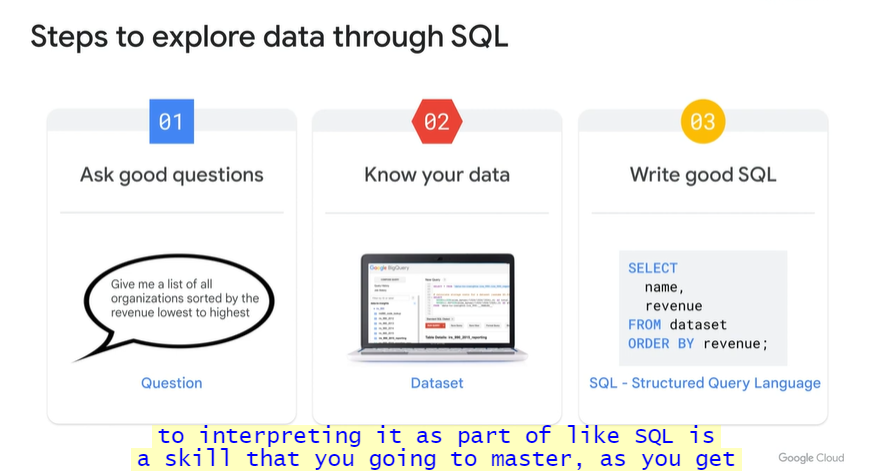 Steps to explore data through SQL
01
Ask good questions
Give me a list of all
organizations sorted by the
revenue lowest to highest
Question
02
Know your data
Google BigQuery
Dataset
03
Write good SQL
SELECT
name,
revenue
FROM dataset
ORDER BY revenue;
SQL - Structured Query Language
to interpreting it as part of like SQL is
a skill that you going to master, as you get
Google Cloud